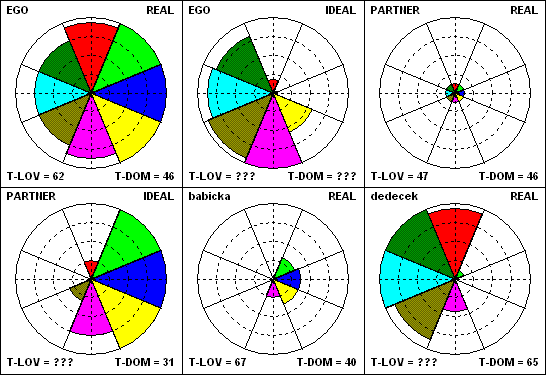 EGO REAL
T-LOV = 62 T-DOM = 46
EGO IDEAL
T-LOV = ??? T-DOM = ???
PARTNER REAL
T-LOV = 47 T-DOM = 46
PARTNER IDEAL
T-LOV = ??? T-DOM = 31
babicka REAL
T-LOV = 67 T-DOM = 40
dedecek REAL
T-LOV = ??? T-DOM = 65